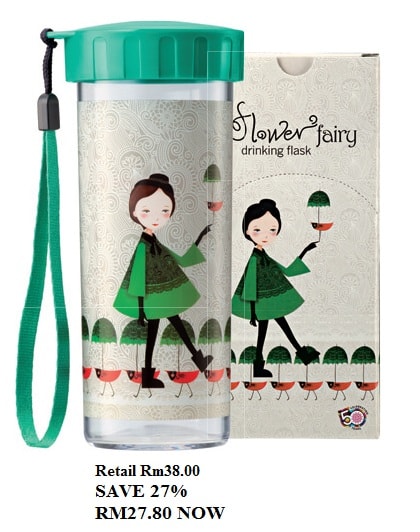 flower fairy
drinking flask
Retail Rm38.00
SAVE 27%
RM27.80 NOW